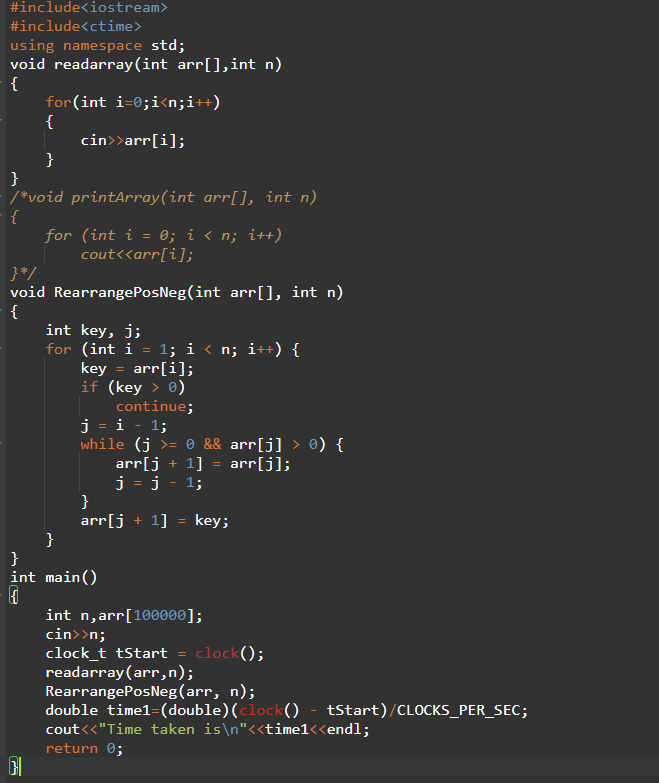 #include<iostream>
#include<ctime>
using namespace std;
void readarray(int arr[],int n)
{
    for(int i=0;i<n;i++)
    {
        cin>>arr[i];
    }
}
/*void printArray(int arr[], int n)
{
    for (int i = 0; i < n; i++)
        cout<<arr[i];
}*/
void RearrangePosNeg(int arr[], int n)
{
    int key, j;
    for (int i = 1; i < n; i++) {
        key = arr[i];
        if (key > 0)
            continue;
        j = i - 1;
        while (j >= 0 && arr[j] > 0) {
            arr[j + 1] = arr[j];
            j = j - 1;
        }
        arr[j + 1] = key;
    }
}
int main()
{
    int n,arr[100000];
    cin>>n;
    clock_t tStart = clock();
    readarray(arr,n);
    RearrangePosNeg(arr, n);
    double time1=(double)(clock() - tStart)/CLOCKS_PER_SEC;
    cout<<"Time taken is\n"<<time1<<endl;
    return 0;
}